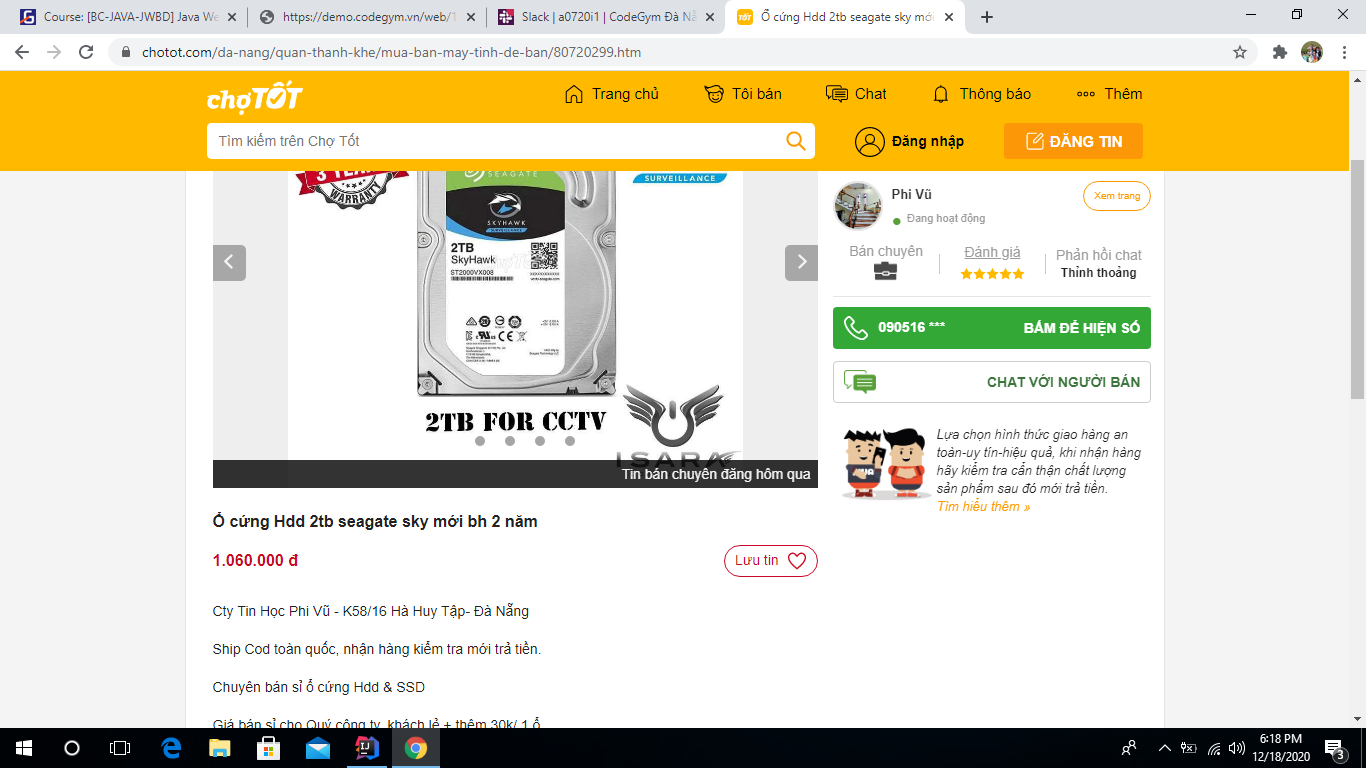 Course: [BC-JAVA-JWBD] Java We
https://demo.codegym.vn/web/1
Slack | a0720i1 | CodeGym Đà Nẵ
Ổ cứng Hdd 2tb seagate sky mới
chotot.com/da-nang/quan-thanh-khe/mua-ban-may-tinh-de-ban/80720299.htm
chợTỐT
Trang chủ
Tôi bán
Chat
Thông báo
Thêm
Tìm kiếm trên Chợ Tốt
Đăng nhập
ĐĂNG TIN
WARRANTY
SEAGATE
SURVEILLANCE
SKYHAWK
2TB
SkyHawk
ST2000VX008
2TB FOR CCTV
ISARA
Tin bán chuyên đăng hôm qua
Phi Vũ
Đang hoạt động
Xem trang
Bán chuyên
Đánh giá
Phản hồi chat
Thỉnh thoảng
090516 ***
BẤM ĐỂ HIỆN SỐ
CHAT VỚI NGƯỜI BÁN
Lựa chọn hình thức giao hàng an
toàn-uy tín-hiệu quả, khi nhận hàng
hãy kiểm tra cẩn thận chất lượng
sản phẩm sau đó mới trả tiền.
Tìm hiểu thêm »
Ổ cứng Hdd 2tb seagate sky mới bh 2 năm
1.060.000 đ
Lưu tin
Cty Tin Học Phi Vũ - K58/16 Hà Huy Tập- Đà Nẵng
Ship Cod toàn quốc, nhận hàng kiểm tra mới trả tiền.
Chuyên bán sỉ ổ cứng Hdd & SSD
Giá bán sỉ cho Quý công ty, khách lẻ + thêm 30k/ 1 ổ
6:18 PM
12/18/2020
3